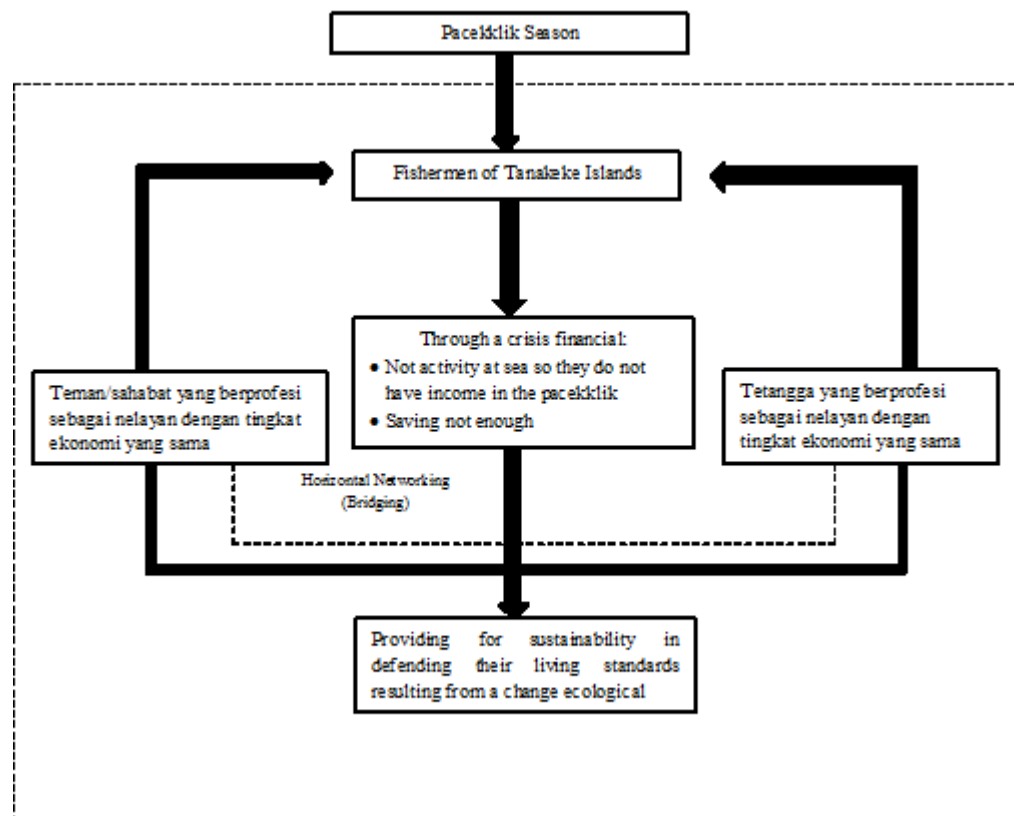 Pacekklik Season
Fishermen of Tanakeke Islands
Through a crisis financial:
• Not activity at sea so they do not
have income in the pacekklik
• Saving not enough
Teman/sahabat yang berprofesi
sebagai nelayan dengan tingkat
ekonomi yang sama
Tetangga yang berprofesi
sebagai nelayan dengan
tingkat ekonomi yang sama
Horizontal Networking
(Bridging)
Providing for sustainability in
defending their living standards
resulting from a change ecological